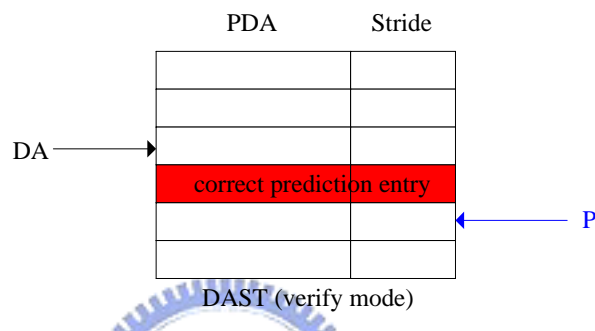 PDA Stride
DA
correct prediction entry
P
DAST (verify mode)